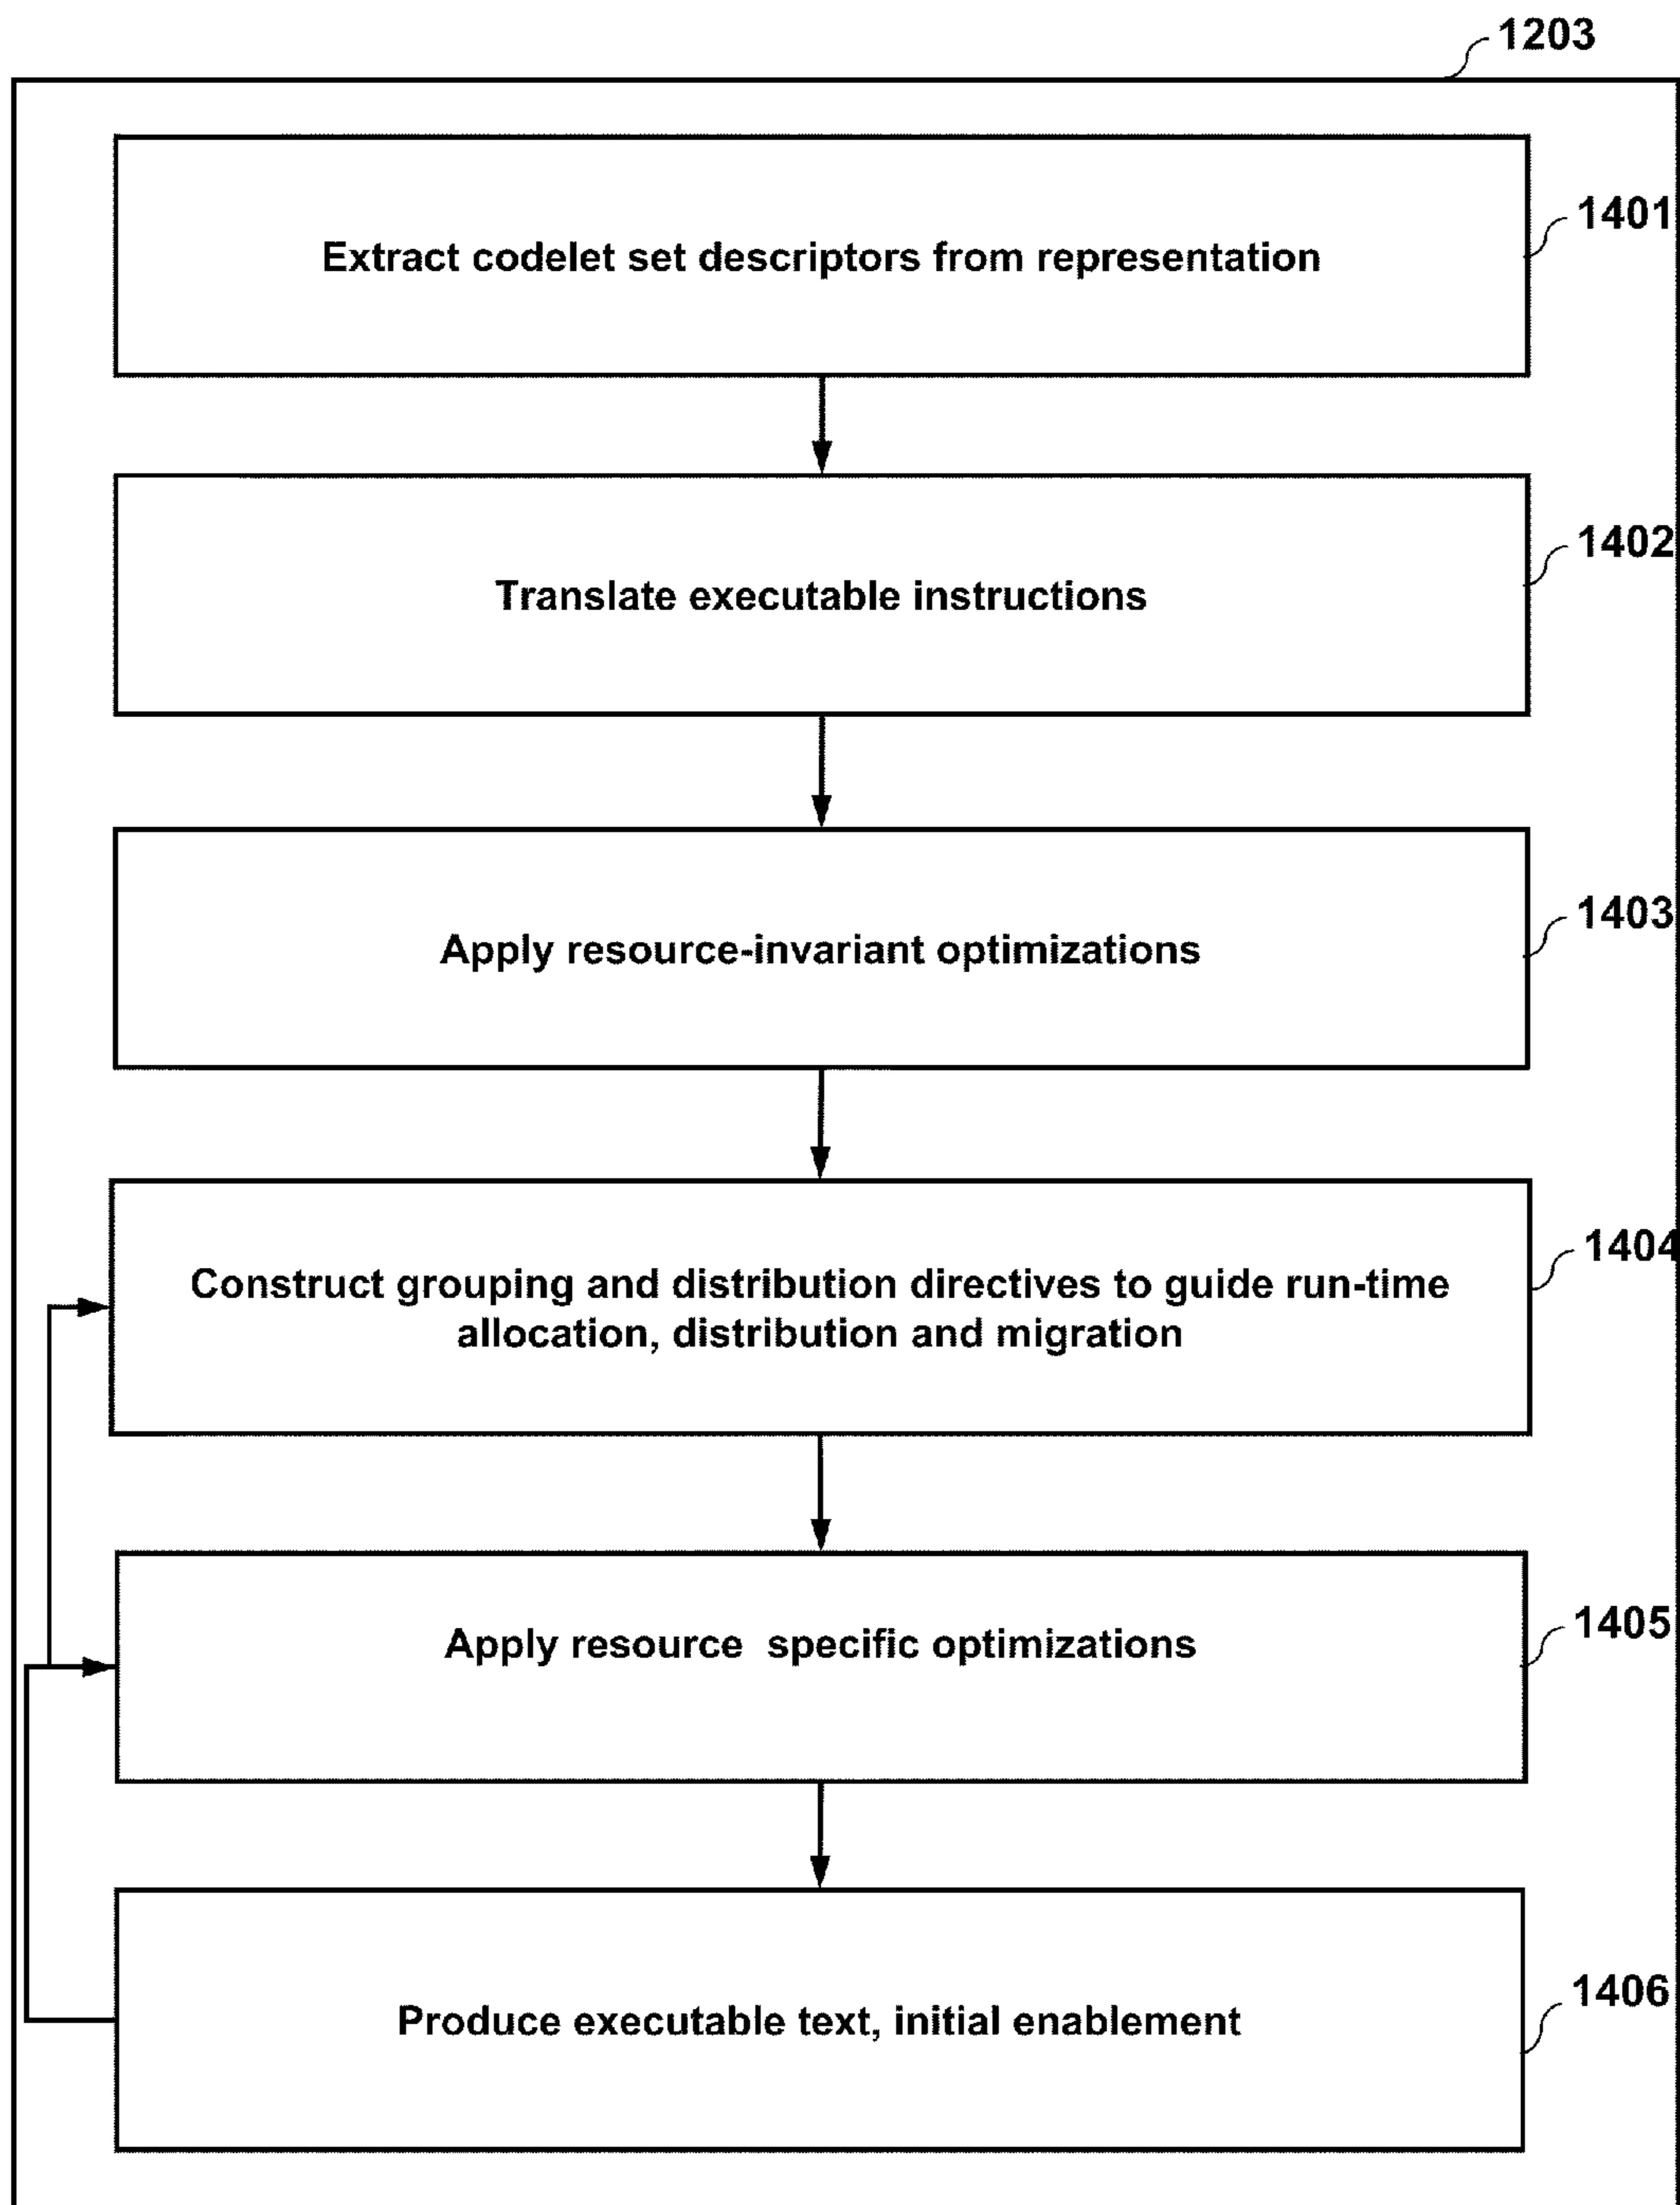 1203
Extract codelet set descriptors from representation
1401
Translate executable instructions
1402
Apply resource-invariant optimizations
1403
Construct grouping and distribution directives to guide run-time
allocation, distribution and migration
1404
Apply resource specific optimizations
1405
Produce executable text, initial enablement
1406